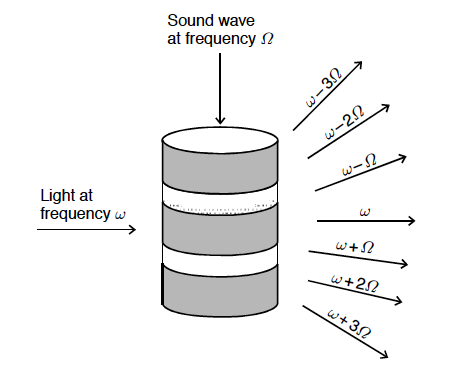 Sound wave
at frequency Ω
ω−3Ω
ω−2Ω
ω−Ω
Light at
frequency ω
ω
ω+Ω
ω+2Ω
ω+3Ω